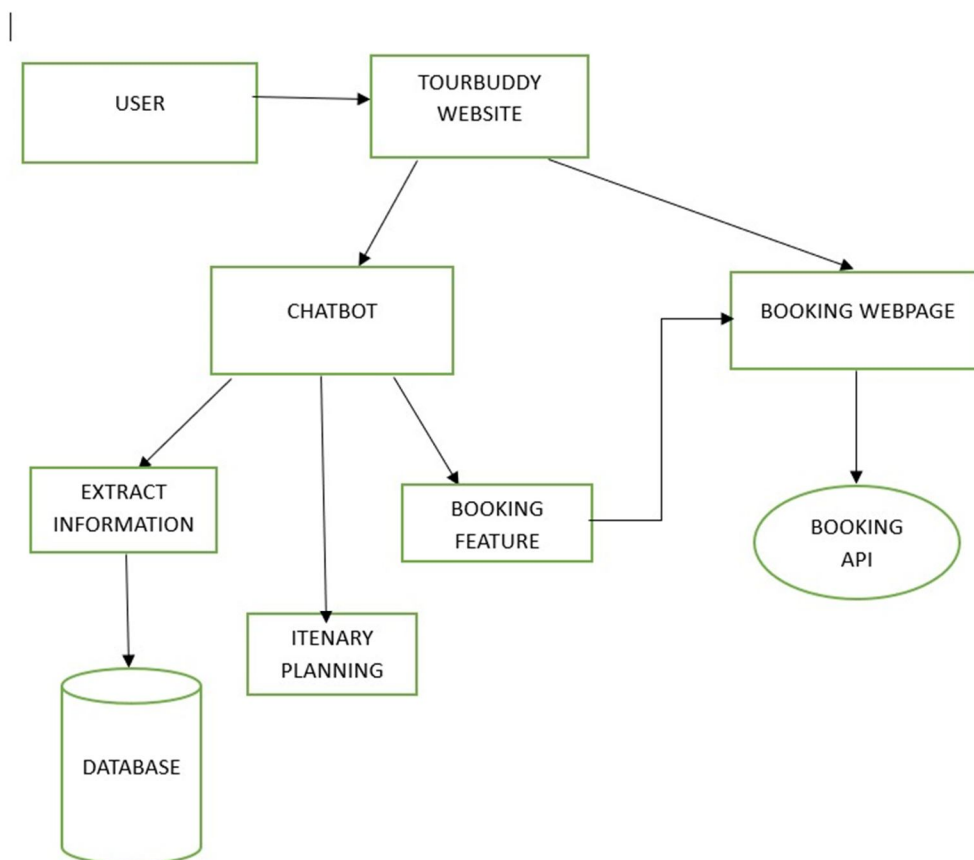 USER
TOURBUDDY
WEBSITE
CHATBOT
BOOKING WEBPAGE
EXTRACT
INFORMATION
BOOKING
FEATURE
BOOKING
API
ITENARY
PLANNING
DATABASE